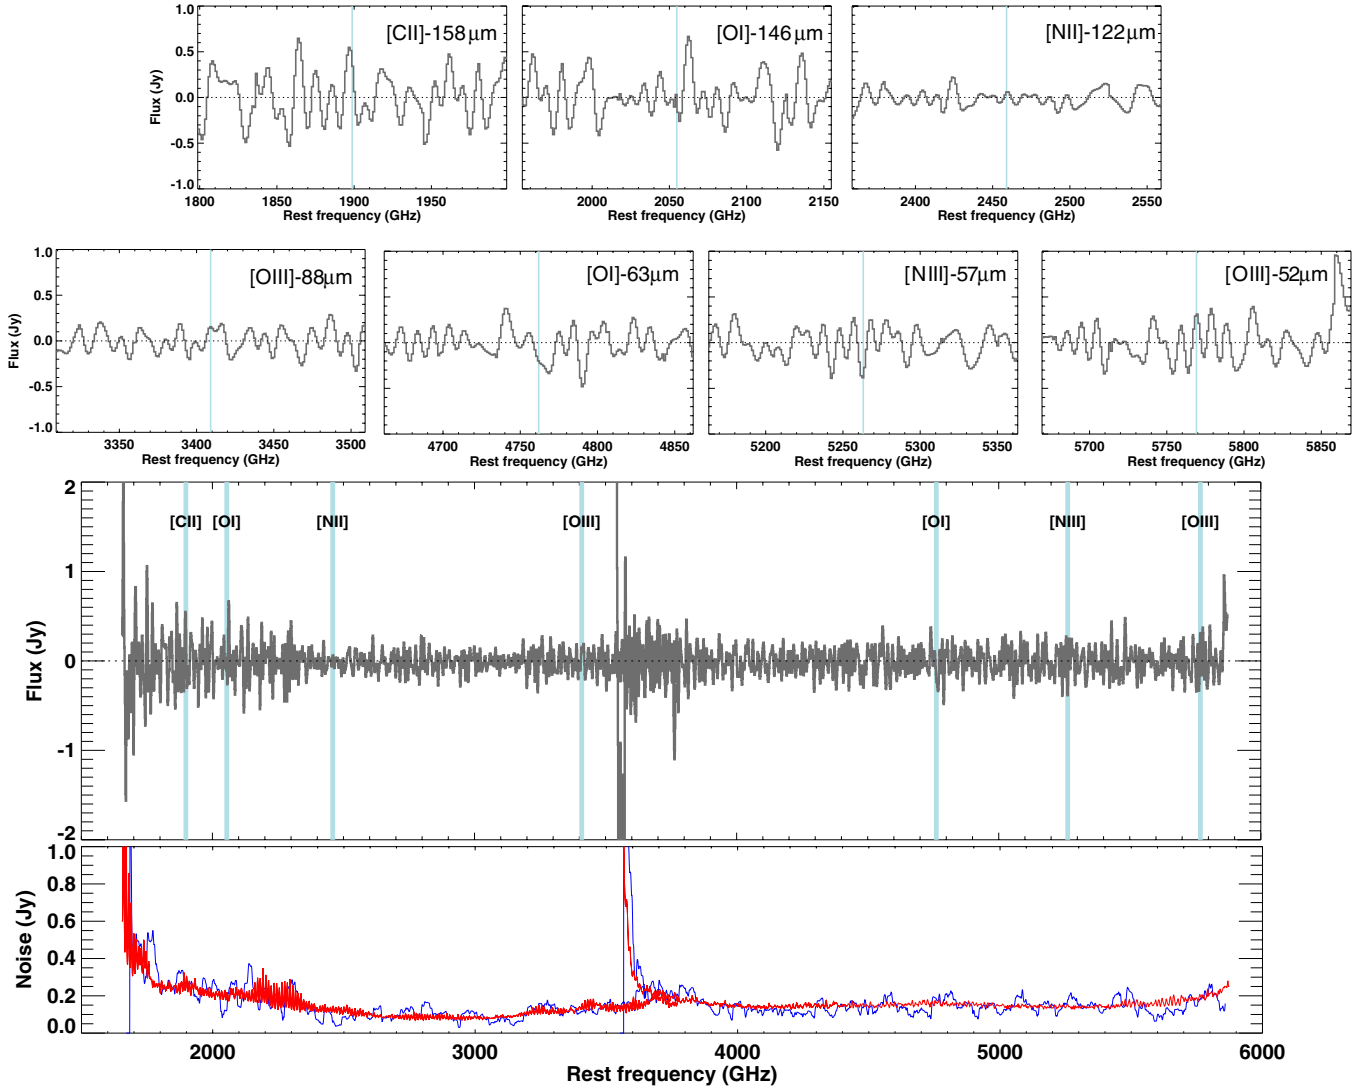 [CII]-158μm
[OI]-146μm
[NII]-122μm
1.0
0.5
0.0
-0.5
-1.0
Flux (Jy)
1800 1850 1900 1950
2000 2050 2100 2150
2400 2450 2500 2550
Rest frequency (GHz)
Rest frequency (GHz)
Rest frequency (GHz)
[OIII]-88μm
[OI]-63μm
[NIII]-57μm
[OIII]-52μm
1.0
0.5
0.0
-0.5
-1.0
Flux (Jy)
3350 3400 3450 3500
4700 4750 4800 4850
5200 5250 5300 5350
5700 5750 5800 5850
Rest frequency (GHz)
Rest frequency (GHz)
Rest frequency (GHz)
Rest frequency (GHz)
2
1
0
-1
-2
Flux (Jy)
[CII] [OI] [NII] [OIII] [OI] [NIII] [OIII]
1.0
0.8
0.6
0.4
0.2
0.0
Noise (Jy)
2000 3000 4000 5000 6000
Rest frequency (GHz)